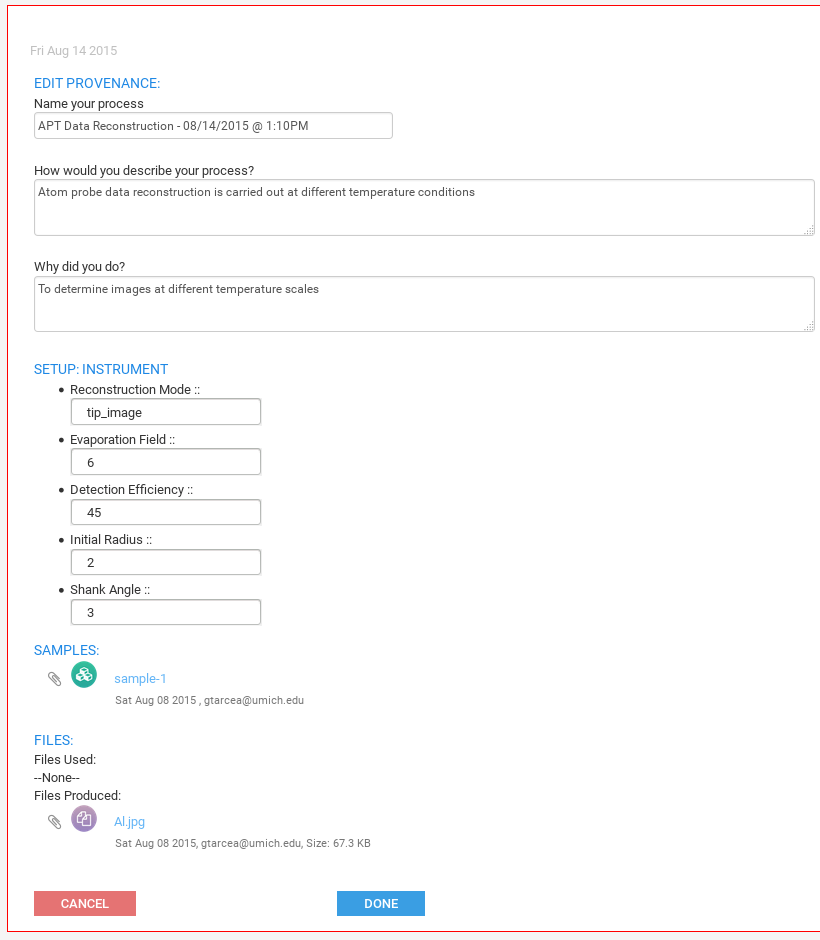 Fri Aug 14 2015
EDIT PROVENANCE:
Name your process
APT Data Reconstruction - 08/14/2015 @ 1:10PM
How would you describe your process?
Atom probe data reconstruction is carried out at different temperature conditions
Why did you do?
To determine images at different temperature scales
SETUP: INSTRUMENT
• Reconstruction Mode ::
tip_image
• Evaporation Field ::
6
• Detection Efficiency ::
45
• Initial Radius ::
2
• Shank Angle ::
3
SAMPLES:
sample-1
Sat Aug 08 2015 , gtarcea@umich.edu
FILES:
Files Used:
--None--
Files Produced:
Al.jpg
Sat Aug 08 2015, gtarcea@umich.edu, Size: 67.3 KB
CANCEL DONE